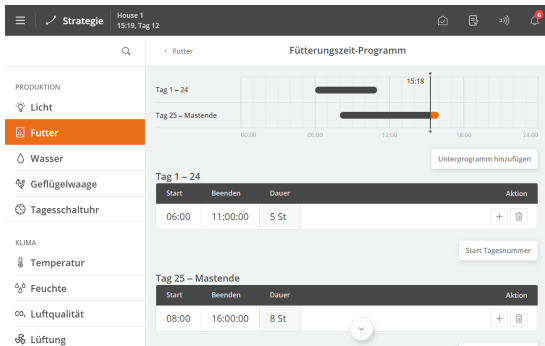 Strategie
House 1
15:19, Tag 12
6
Futter
Fütterungszeit-Programm
PRODUKTION
Licht
Futter
Wasser
Geflügelwaage
Tagesschaltuhr
KLIMA
Temperatur
Feuchte
CO₂ Luftqualität
Lüftung
15:18
Tag 1 – 24
Tag 25 – Mastende
00:00 06:00 12:00 18:00 24:00
Unterprogramm hinzufügen
Tag 1 – 24
Start Beenden Dauer Aktion
06:00 11:00:00 5 St
Start Tagesnummer
Tag 25 – Mastende
Start Beenden Dauer Aktion
08:00 16:00:00 8 St